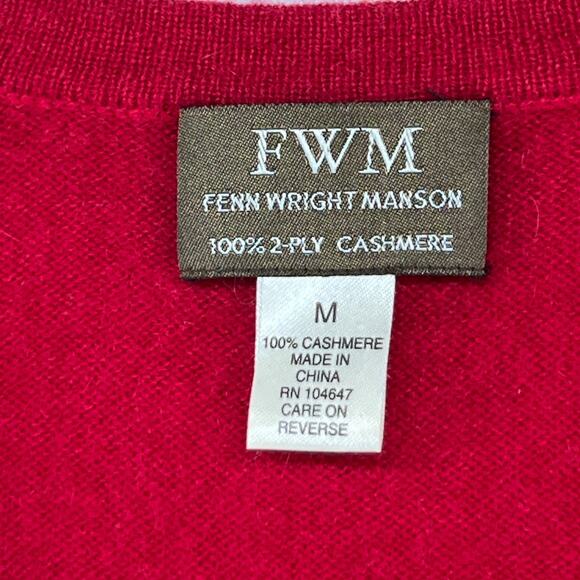 FWM
FENN WRIGHT MANSON
100% 2-PLY CASHMERE
M
100% CASHMERE
MADE IN
CHINA
RN 104647
CARE ON
REVERSE